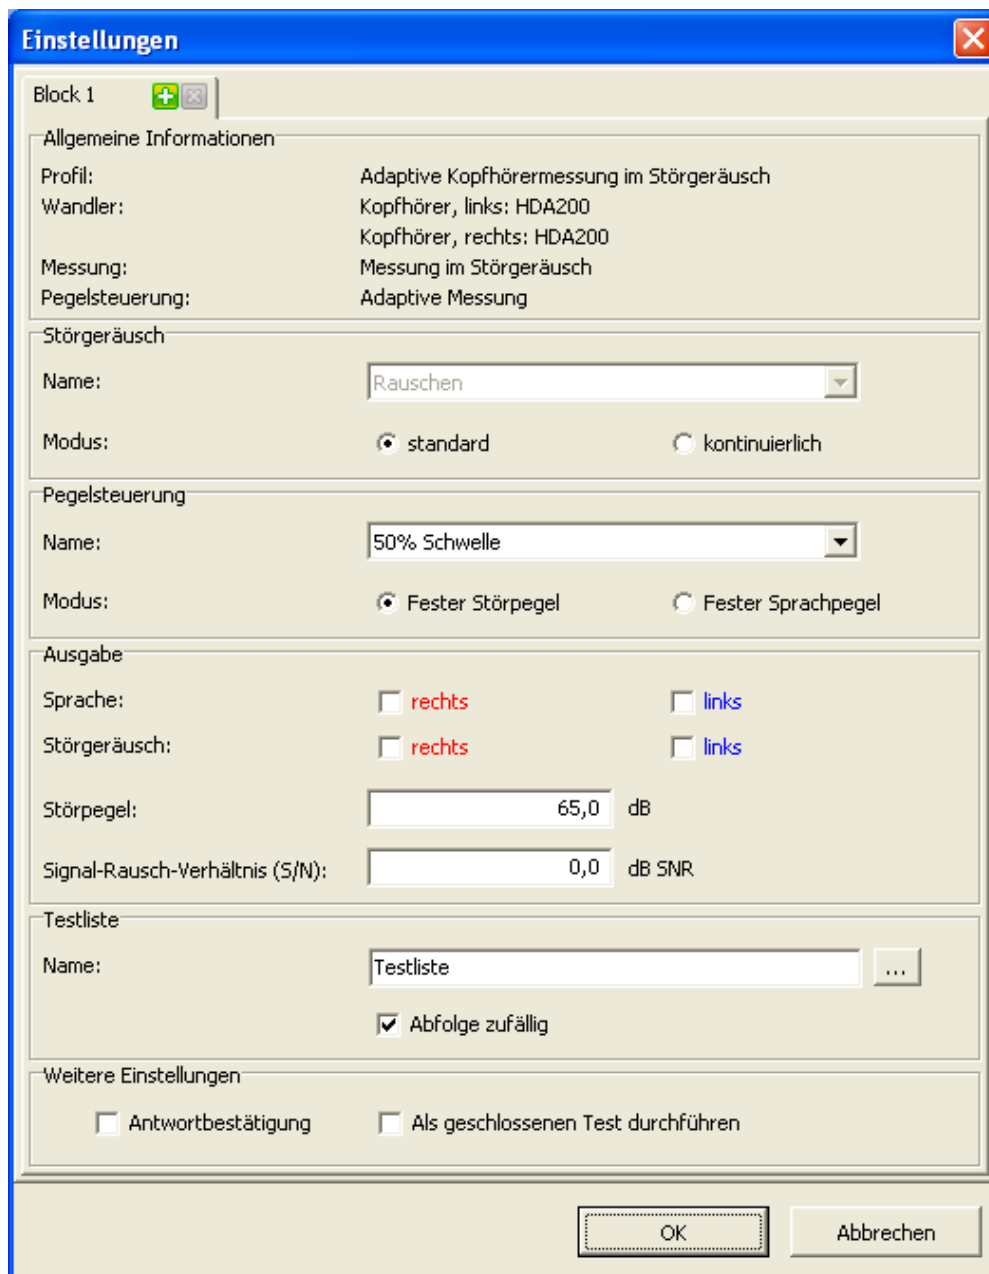 Einstellungen
Block 1
Allgemeine Informationen
Profil: Adaptive Kopfhörermessung im Störgeräusch
Wandler: Kopfhörer, links: HDA200
Kopfhörer, rechts: HDA200
Messung: Messung im Störgeräusch
Pegelsteuerung: Adaptive Messung
Störgeräusch
Name: Rauschen
Modus: standard kontinuierlich
Pegelsteuerung
Name: 50% Schwelle
Modus: Fester Störpegel Fester Sprachpegel
Ausgabe
Sprache: rechts links
Störgeräusch: rechts links
Störpegel: 65,0 dB
Signal-Rausch-Verhältnis (S/N): 0,0 dB SNR
Testliste
Name: Testliste ...
Abfolge zufällig
Weitere Einstellungen
Antwortbestätigung Als geschlossenen Test durchführen
OK Abbrechen